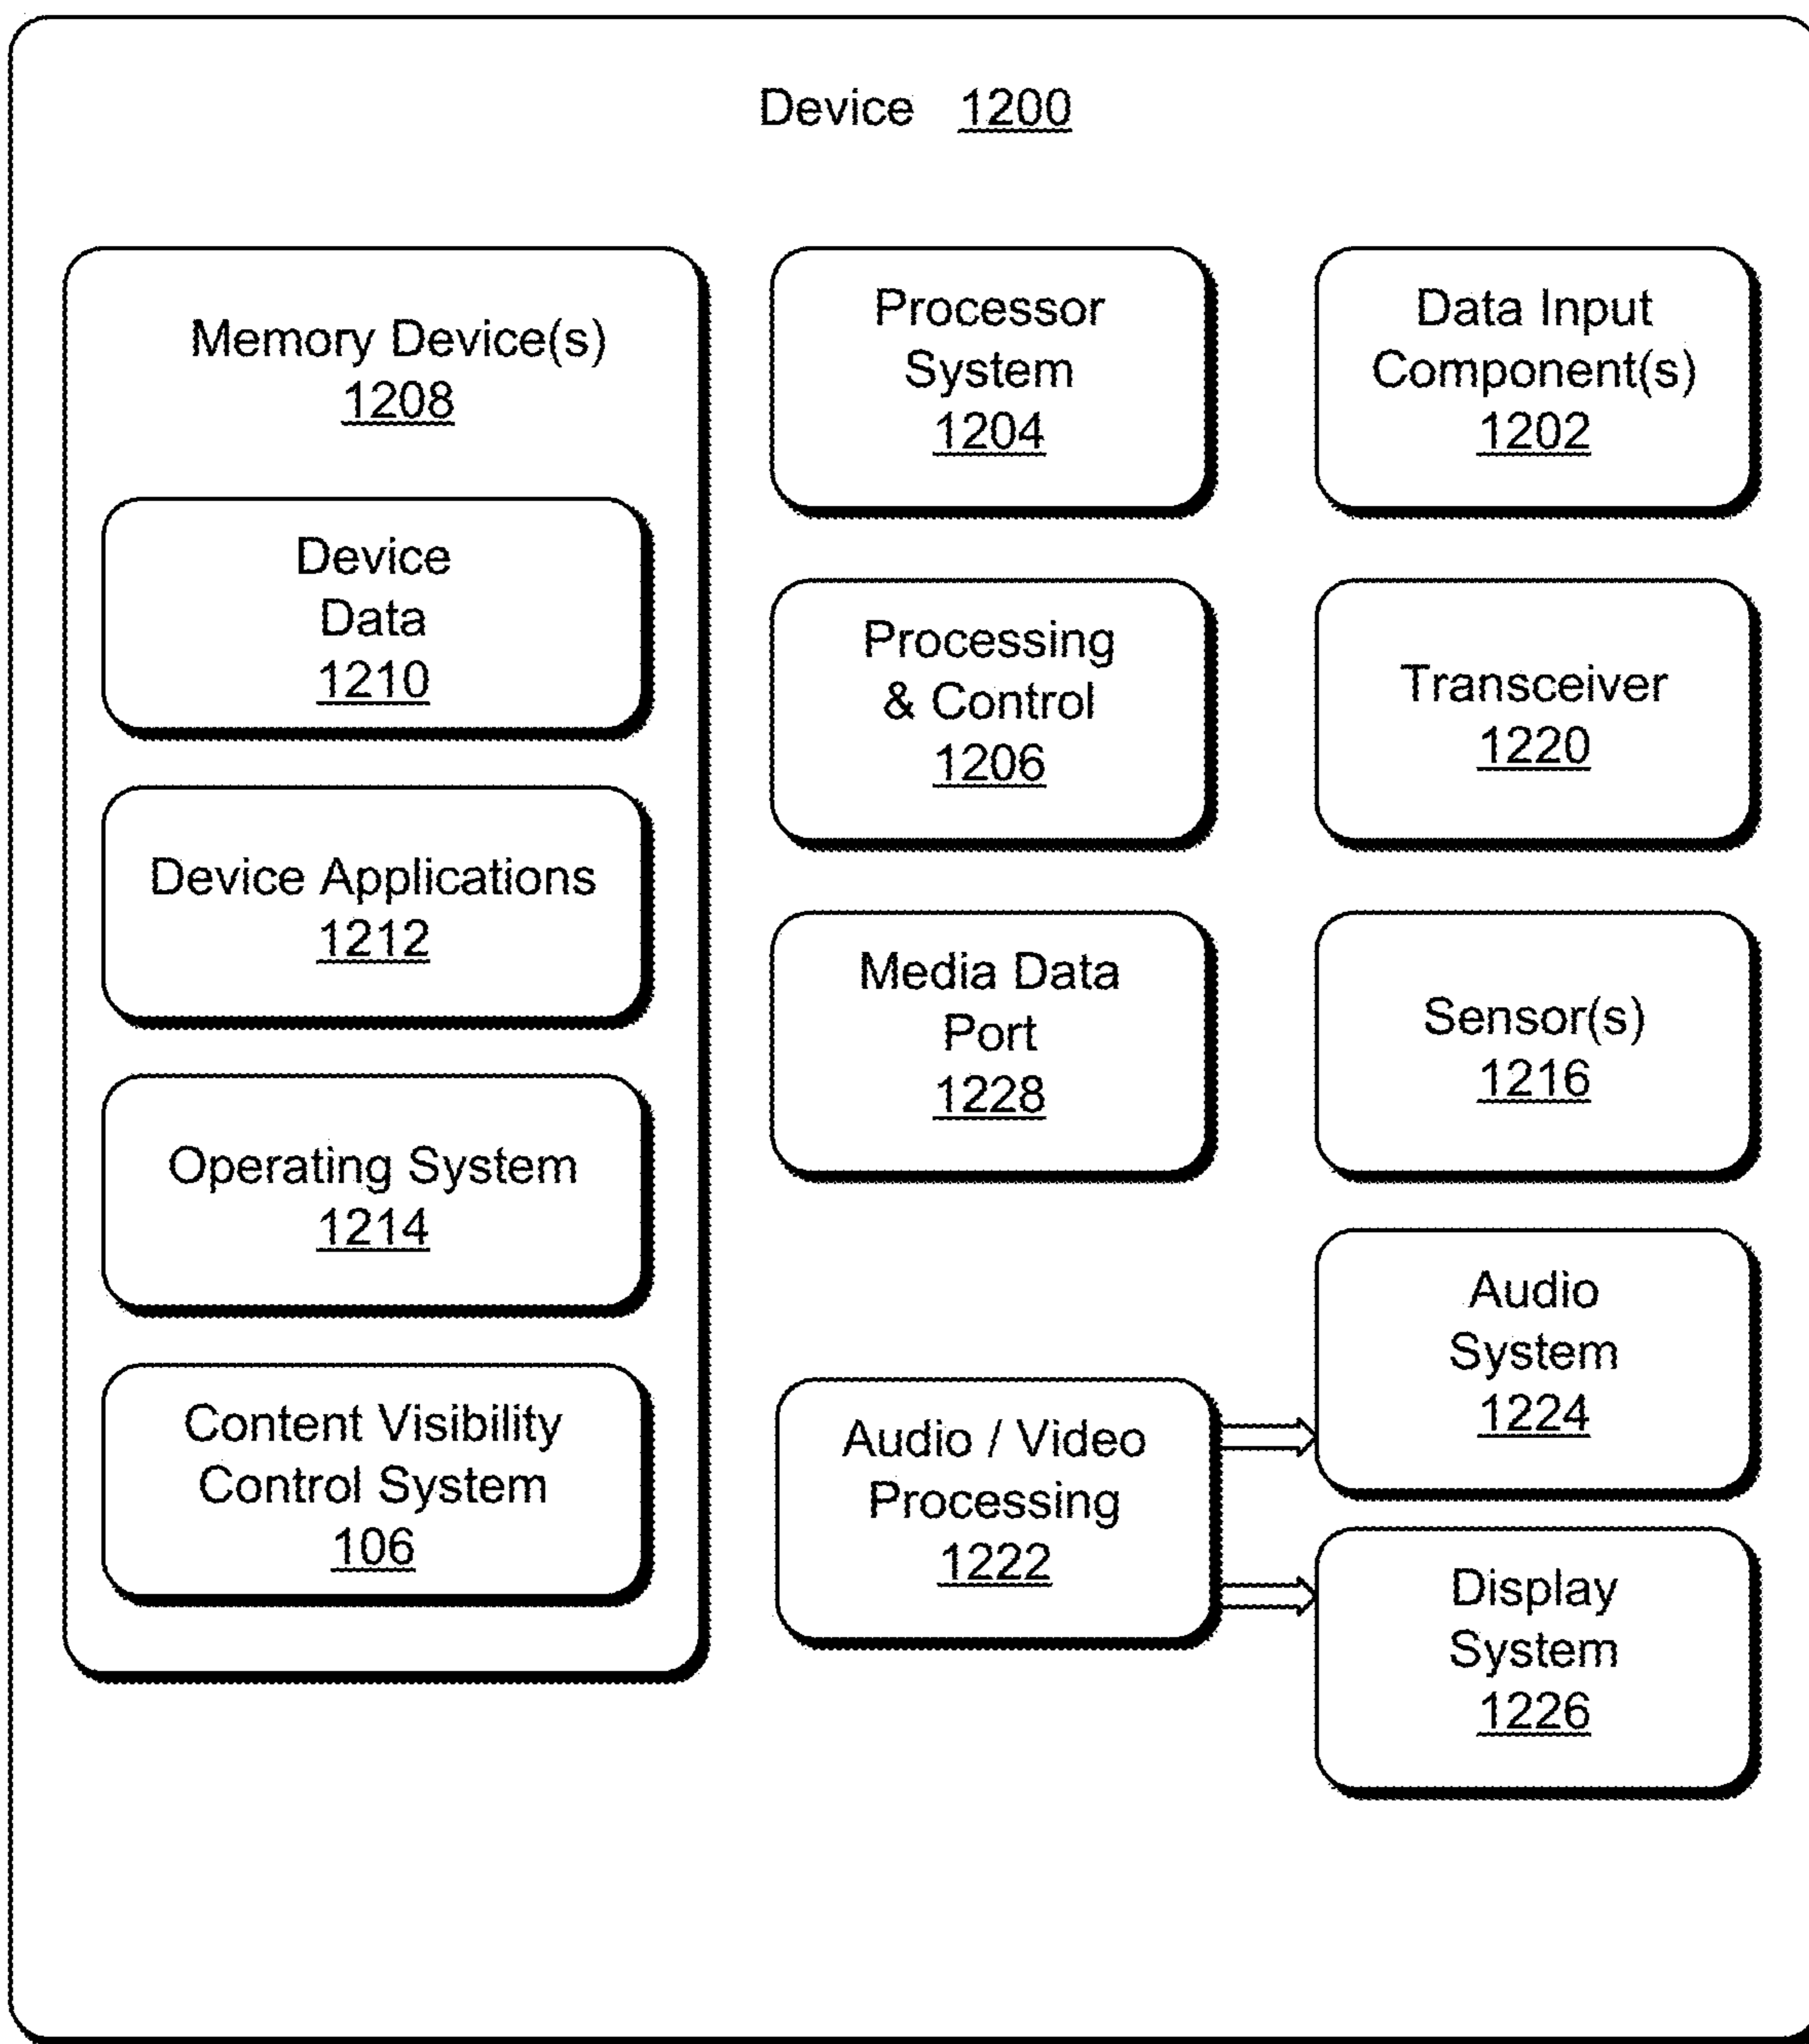 Device 1200
Memory Device(s)
1208
Device
Data
1210
Device Applications
1212
Operating System
1214
Content Visibility
Control System
106
Processor
System
1204
Processing
& Control
1206
Media Data
Port
1228
Audio / Video
Processing
1222
Data Input
Component(s)
1202
Transceiver
1220
Sensor(s)
1216
Audio
System
1224
Display
System
1226